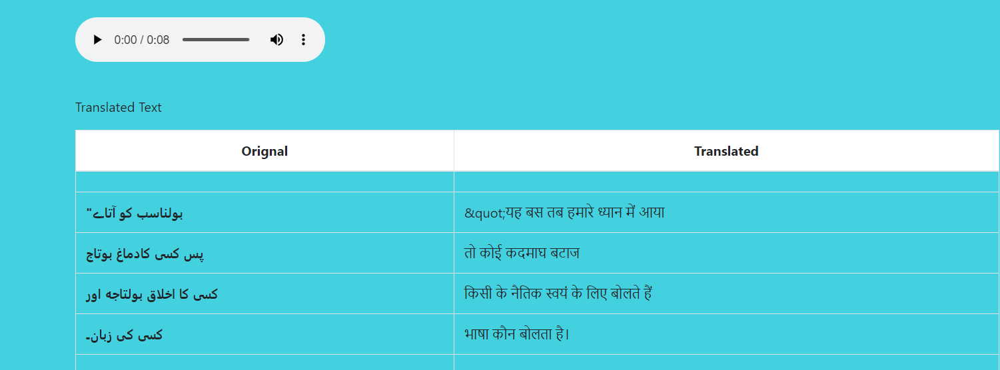 0:00 / 0:08
Translated Text
Orignal Translated
"بولناسب کو آتاے &quot;यह बस तब हमारे ध्यान में आया
پس کسی کادماغ بوتاج तो कोई कदमाघ बटाज
کسی کا اخلاق بولتاجه اور किसी के नैतिक स्वयं के लिए बोलते हैं
کسی کی زبان۔ भाषा कौन बोलता है।